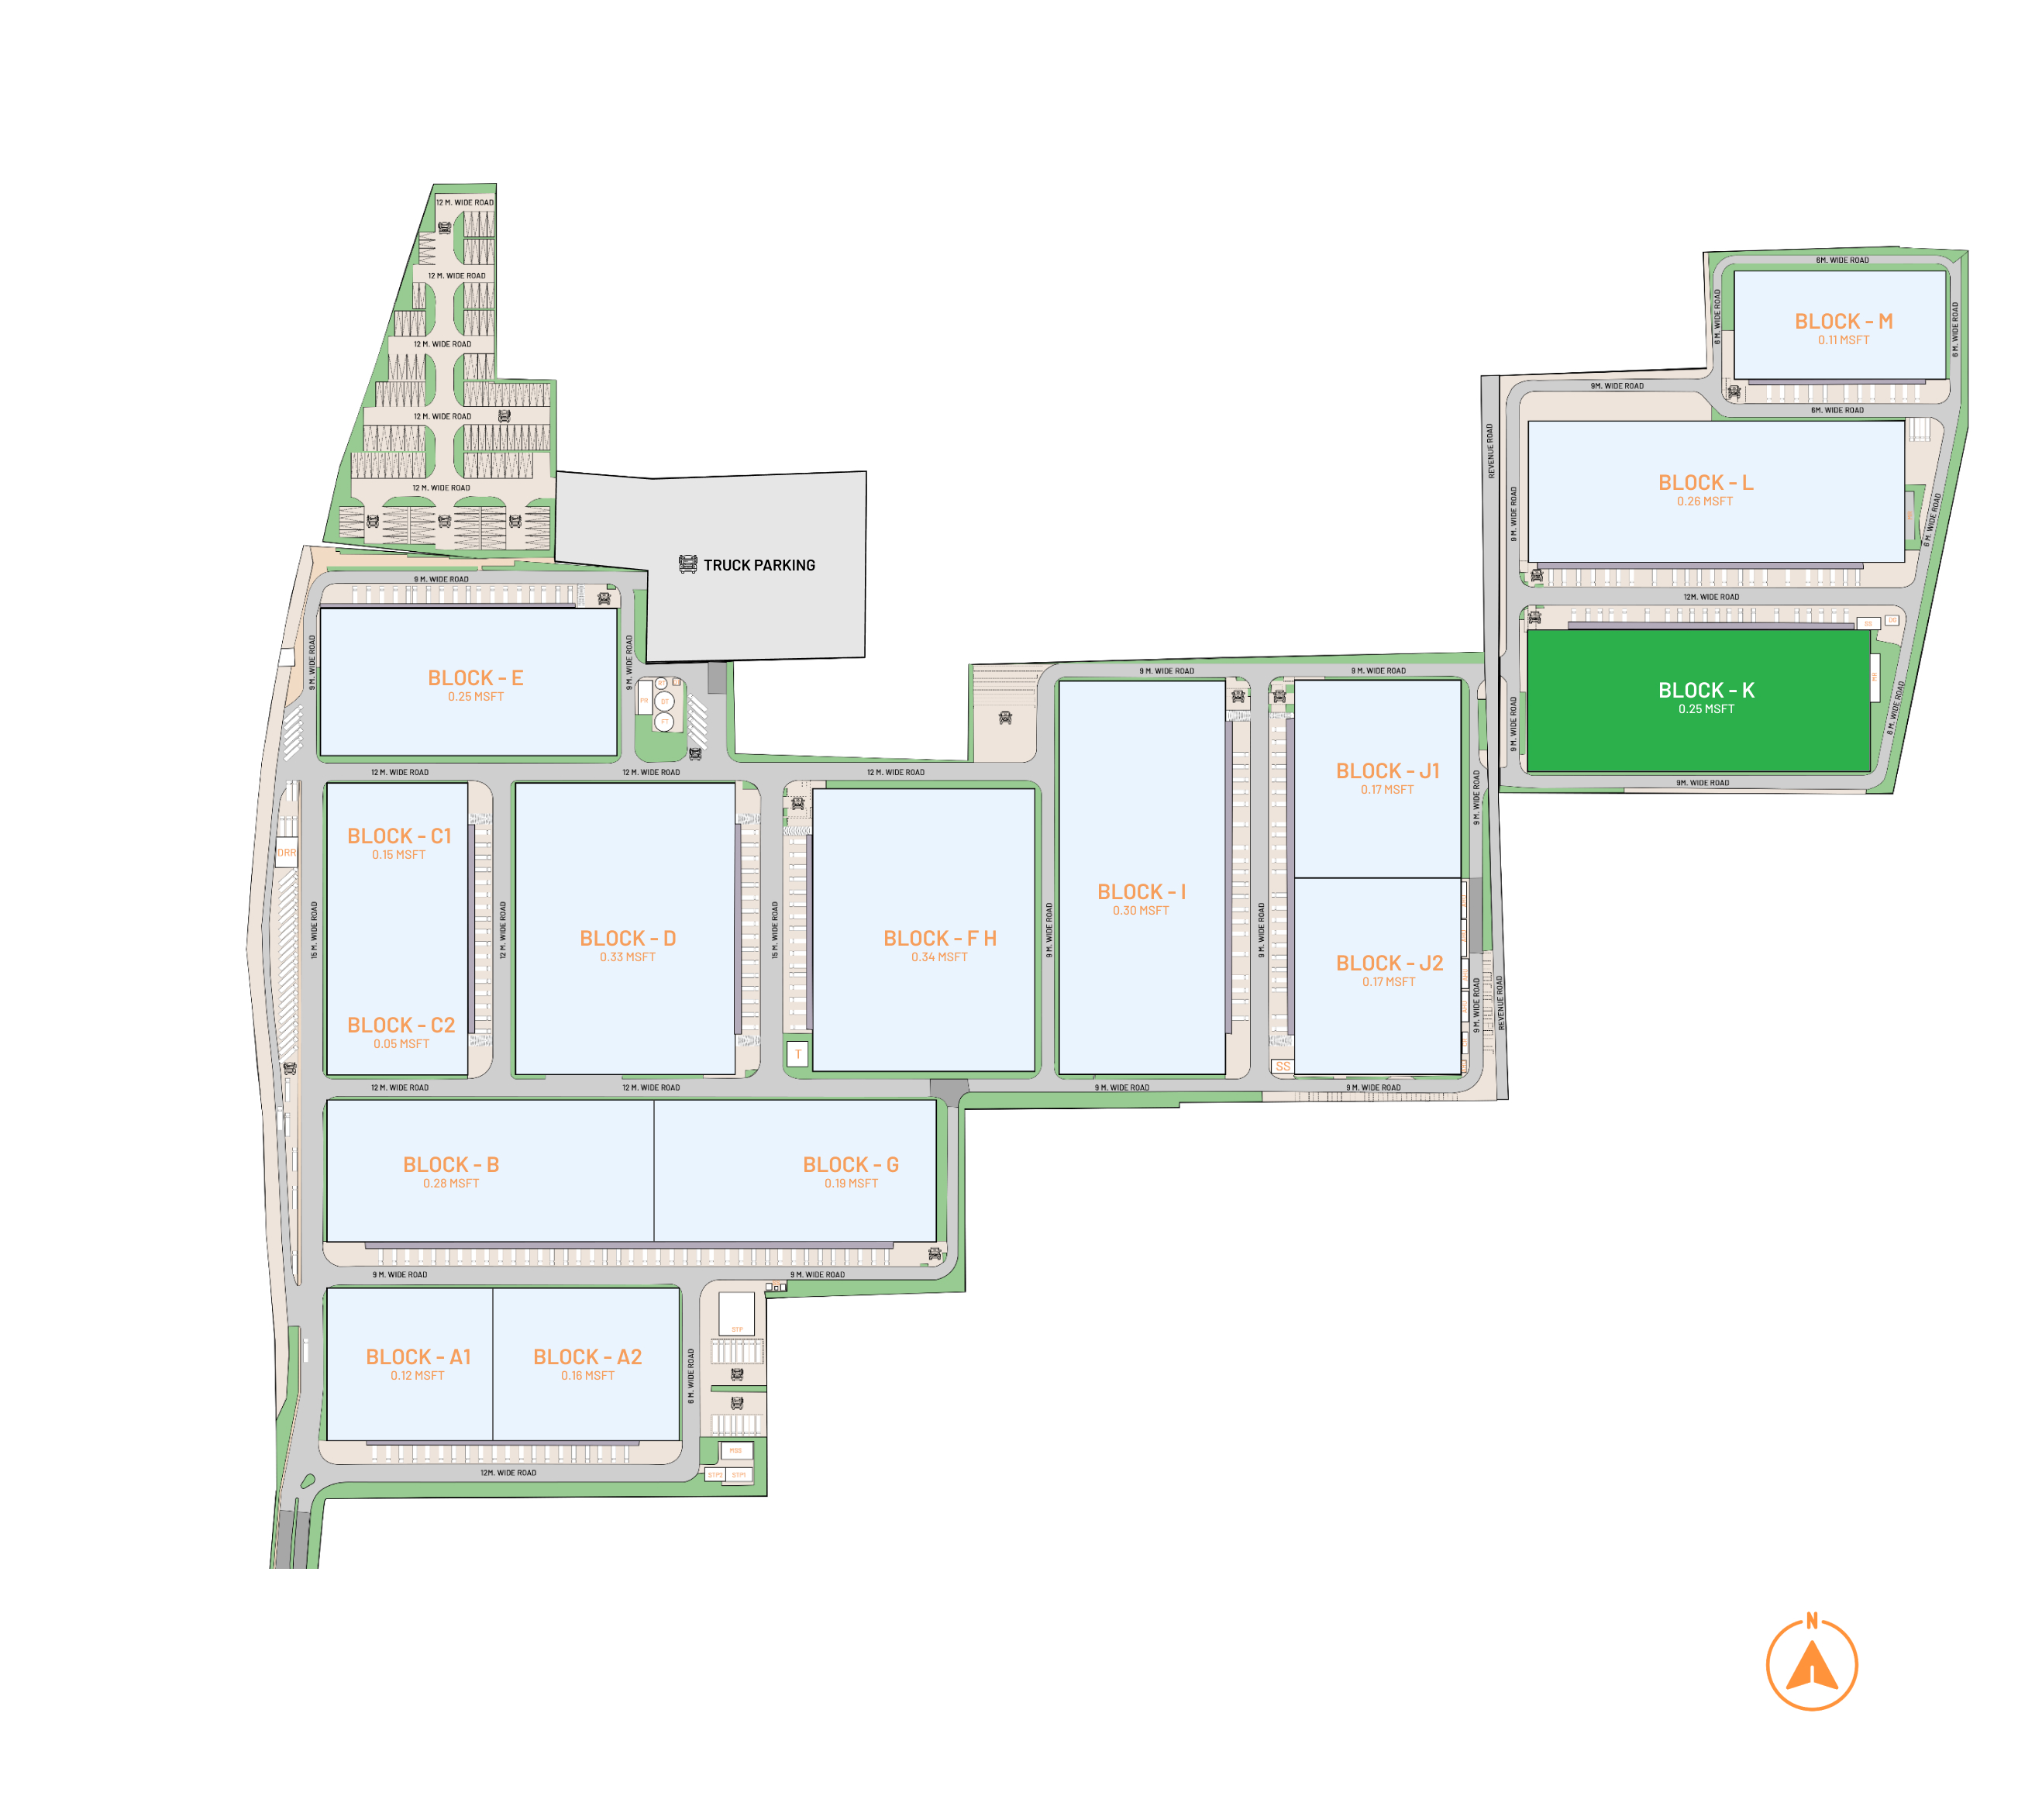 12 M. WIDE ROAD
12 M. WIDE ROAD
12 M. WIDE ROAD
12 M. WIDE ROAD
12 M. WIDE ROAD
TRUCK PARKING
9 M. WIDE ROAD
9 M. WIDE ROAD
BLOCK - E
0.25 MSFT
9 M. WIDE ROAD
DT
FT
6M. WIDE ROAD
6 M. WIDE ROAD
BLOCK - M
0.11 MSFT
6 M. WIDE ROAD
9M. WIDE ROAD
6M. WIDE ROAD
REVENUE ROAD
9 M. WIDE ROAD
BLOCK - L
0.26 MSFT
6 M. WIDE ROAD
12M. WIDE ROAD
SS
DG
BLOCK - K
0.25 MSFT
9 M. WIDE ROAD
6 M. WIDE ROAD
9M. WIDE ROAD
12 M. WIDE ROAD
12 M. WIDE ROAD
12 M. WIDE ROAD
9 M. WIDE ROAD
9 M. WIDE ROAD
DRR
15 M. WIDE ROAD
BLOCK - C1
0.15 MSFT
BLOCK - C2
0.05 MSFT
12 M. WIDE ROAD
BLOCK - D
0.33 MSFT
15 M. WIDE ROAD
T
BLOCK - F H
0.34 MSFT
9 M. WIDE ROAD
BLOCK - I
0.30 MSFT
9 M. WIDE ROAD
SS
BLOCK - J1
0.17 MSFT
BLOCK - J2
0.17 MSFT
9 M. WIDE ROAD
9 M. WIDE ROAD
REVENUE ROAD
12 M. WIDE ROAD
12 M. WIDE ROAD
9 M. WIDE ROAD
9 M. WIDE ROAD
BLOCK - B
0.28 MSFT
BLOCK - G
0.19 MSFT
9 M. WIDE ROAD
9 M. WIDE ROAD
BLOCK - A1
0.12 MSFT
BLOCK - A2
0.16 MSFT
6 M. WIDE ROAD
STP
MSS
STP2
STP1
12M. WIDE ROAD
N